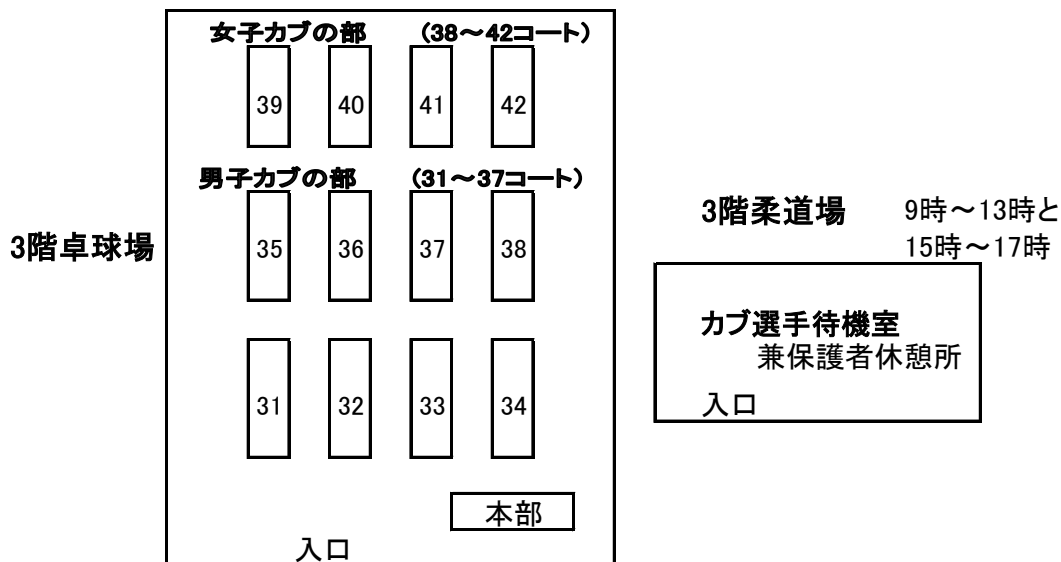 女子カブの部 (38～42コート)
39 40 41 42
男子カブの部 (31～37コート)
3階卓球場
35 36 37 38
31 32 33 34
本部
入口
3階柔道場 9時～13時と
15時～17時
カブ選手待機室
兼保護者休憩所
入口